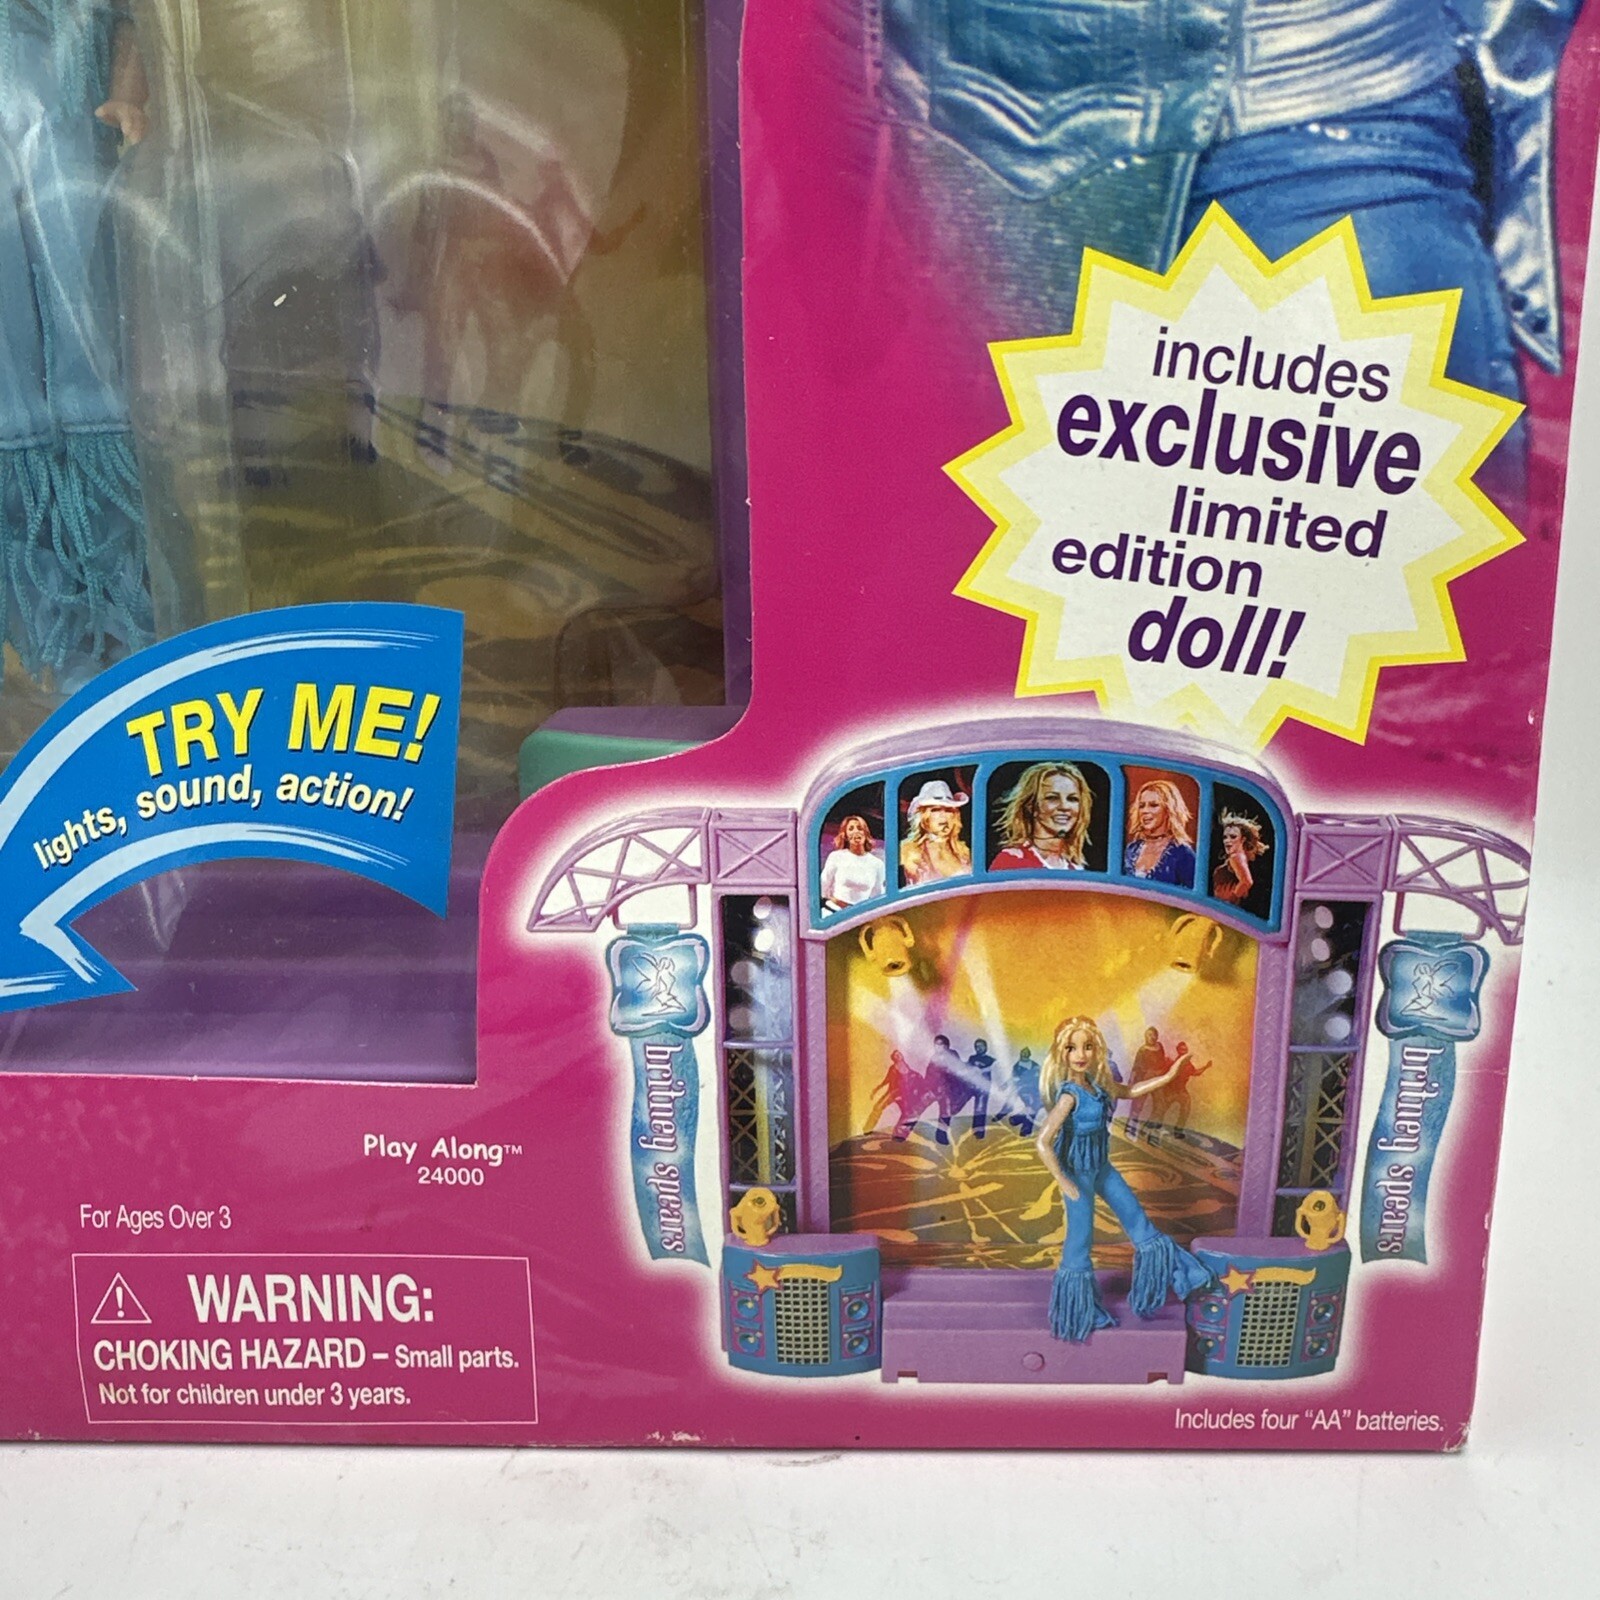 includes
exclusive
limited
edition
doll!
TRY ME!
lights, sound, action!
britney spears
britney spears
Play Along™
24000
For Ages Over 3
WARNING:
CHOKING HAZARD – Small parts.
Not for children under 3 years.
Includes four “AA” batteries.